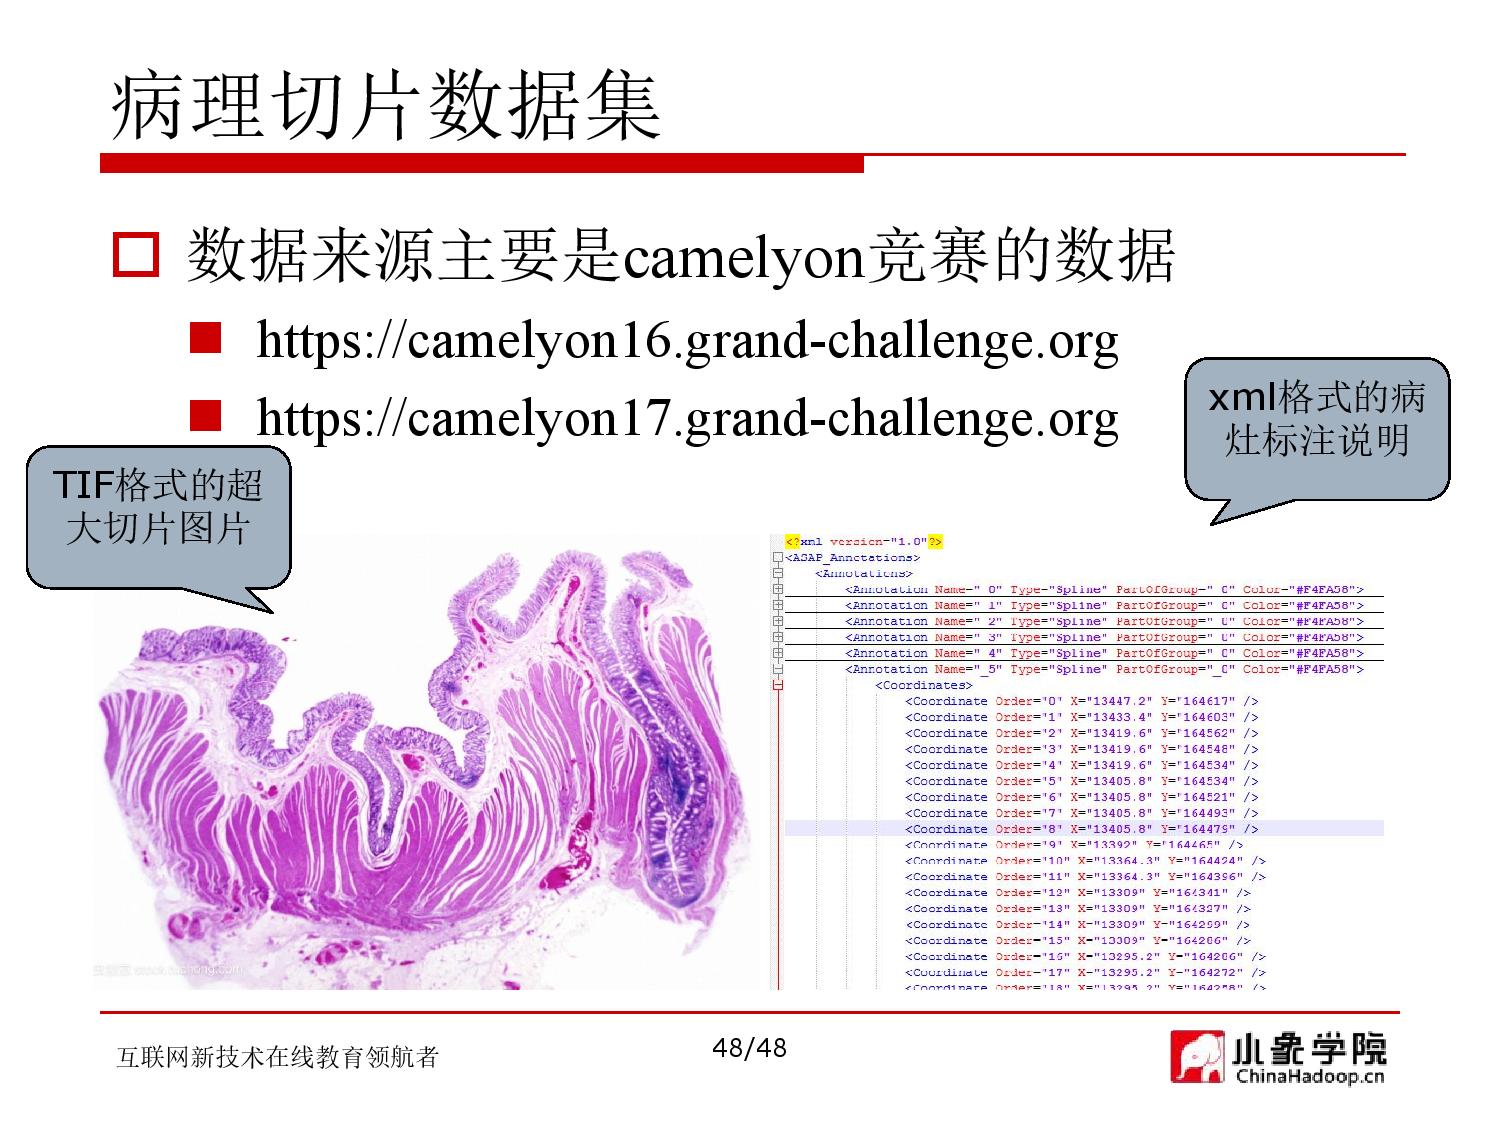 病理切片数据集
数据来源主要是camelyon竞赛的数据
https://camelyon16.grand-challenge.org
https://camelyon17.grand-challenge.org
xml格式的病
灶标注说明
TIF格式的超
大切片图片
<?xml version="1.0"?>
<ASAP_Annotations>
<Annotations>
<Annotation Name="_0" Type="Spline" PartOfGroup="_0" Color="#F4FA58">
<Annotation Name="_1" Type="Spline" PartOfGroup="_0" Color="#F4FA58">
<Annotation Name="_2" Type="Spline" PartOfGroup="_0" Color="#F4FA58">
<Annotation Name="_3" Type="Spline" PartOfGroup="_0" Color="#F4FA58">
<Annotation Name="_4" Type="Spline" PartOfGroup="_0" Color="#F4FA58">
<Annotation Name="_5" Type="Spline" PartOfGroup="_0" Color="#F4FA58">
<Coordinates>
<Coordinate Order="0" X="13447.2" Y="164617" />
<Coordinate Order="1" X="13433.4" Y="164603" />
<Coordinate Order="2" X="13419.6" Y="164562" />
<Coordinate Order="3" X="13419.6" Y="164548" />
<Coordinate Order="4" X="13419.6" Y="164534" />
<Coordinate Order="5" X="13405.8" Y="164534" />
<Coordinate Order="6" X="13405.8" Y="164521" />
<Coordinate Order="7" X="13405.8" Y="164493" />
<Coordinate Order="8" X="13405.8" Y="164479" />
<Coordinate Order="9" X="13392" Y="164465" />
<Coordinate Order="10" X="13364.3" Y="164424" />
<Coordinate Order="11" X="13364.3" Y="164396" />
<Coordinate Order="12" X="13309" Y="164341" />
<Coordinate Order="13" X="13309" Y="164327" />
<Coordinate Order="14" X="13309" Y="164299" />
<Coordinate Order="15" X="13309" Y="164286" />
<Coordinate Order="16" X="13295.2" Y="164286" />
<Coordinate Order="17" X="13295.2" Y="164272" />
<Coordinate Order="18" X="13295.2" Y="164258" />
互联网新技术在线教育领航者
48/48
小象学院
ChinaHadoop.cn